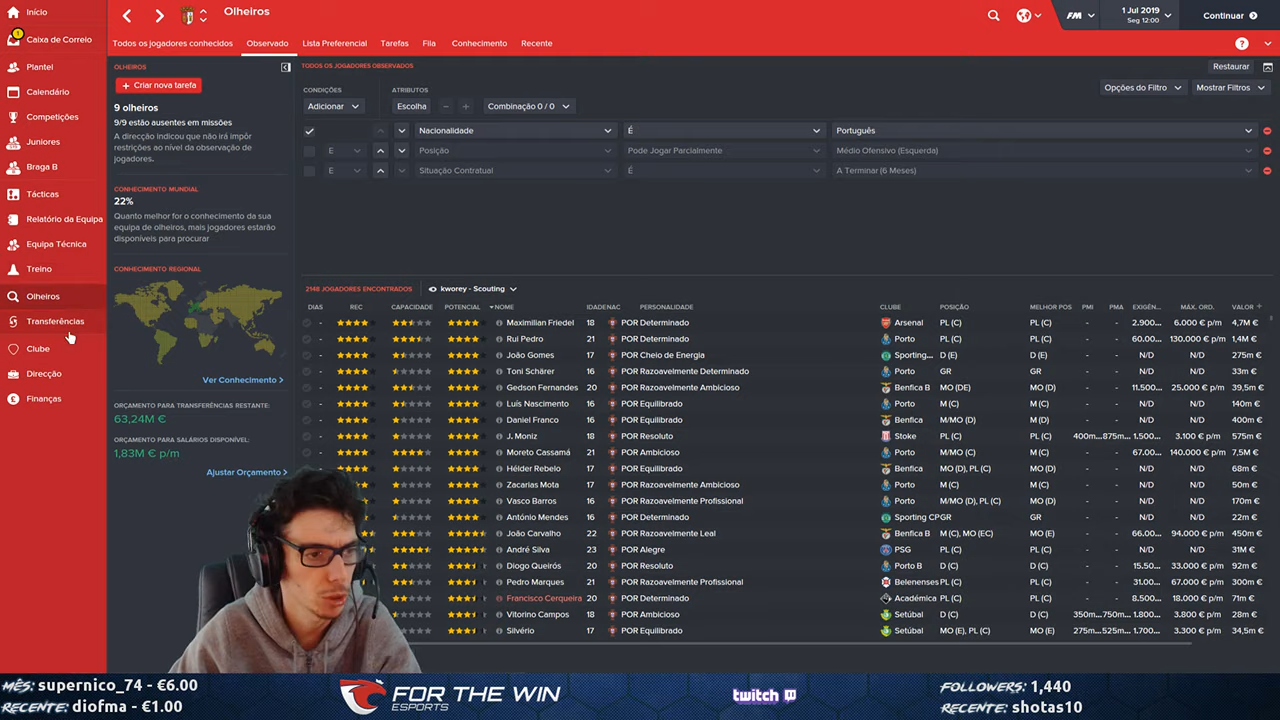 Início
Olheiros
FM
1 Jul 2019
Seg 12:00
Continuar
1
Caixa de Correio
Todos os jogadores conhecidos
Observado
Lista Preferencial
Tarefas
Fila
Conhecimento
Recente
?
Plantel
Calendário
Competições
Juniores
Braga B
Tácticas
Relatório da Equipa
Equipa Técnica
Treino
Olheiros
Transferências
Clube
Direcção
Finanças
OLHEIROS
+ Criar nova tarefa
9 olheiros
9/9 estão ausentes em missões
A direcção indicou que não irá impôr
restrições ao nível da observação de
jogadores.
CONHECIMENTO MUNDIAL
22%
Quanto melhor for o conhecimento da sua
equipa de olheiros, mais jogadores estarão
disponíveis para procurar
CONHECIMENTO REGIONAL
Ver Conhecimento >
ORÇAMENTO PARA TRANSFERÊNCIAS RESTANTE:
63,24M €
ORÇAMENTO PARA SALÁRIOS DISPONÍVEL:
1,83M € p/m
Ajustar Orçamento >
TODOS OS JOGADORES OBSERVADOS
Restaurar
CONDIÇÕES
ATRIBUTOS
Opções do Filtro
Mostrar Filtros
Adicionar
Escolha
Combinação 0 / 0
Nacionalidade É Português
E Posição Pode Jogar Parcialmente Médio Ofensivo (Esquerda)
E Situação Contratual É A Terminar (6 Meses)
2148 JOGADORES ENCONTRADOS
kworey - Scouting
DIAS REC CAPACIDADE POTENCIAL NOME IDADE NAC PERSONALIDADE CLUBE POSIÇÃO MELHOR POS PMI PMA EXIGÊN... MÁX. ORD. VALOR
- Maximilian Friedel 18 POR Determinado Arsenal PL (C) PL (C) 2.900... 6.000 € p/m 4,7M €
- Rui Pedro 21 POR Determinado Porto PL (C) PL (C) 60.00... 130.000 € p/m 1,4M €
- João Gomes 17 POR Cheio de Energia Sporting... D (E) D (E) N/D N/D 275m €
- Toni Schärer 16 POR Razoavelmente Determinado Porto GR GR N/D N/D 33m €
- Gedson Fernandes 20 POR Razoavelmente Ambicioso Benfica B MO (DE) MO (D) 11.500... 25.000 € p/m 39,5m €
- Luís Nascimento 16 POR Equilibrado Porto M (C) M (C) N/D N/D 140m €
- Daniel Franco 16 POR Equilibrado Benfica M/MO (D) MO (D) N/D N/D 400m €
- J. Moniz 18 POR Resoluto Stoke PL (C) PL (C) 400m... 875m... 1.500... 3.100 € p/m 575m €
- Moreto Cassamá 21 POR Ambicioso Porto M/MO (C) M (C) 67.00... 140.000 € p/m 7,5M €
- Hélder Rebelo 17 POR Equilibrado Benfica MO (D), PL (C) MO (D) N/D N/D 68m €
- Zacarias Mota 17 POR Razoavelmente Ambicioso Porto M (C) M (C) N/D N/D 50m €
- Vasco Barros 16 POR Razoavelmente Profissional Porto M/MO (D), PL (C) MO (D) N/D N/D 170m €
- António Mendes 16 POR Determinado Sporting CP GR GR N/D N/D 22m €
- João Carvalho 22 POR Razoavelmente Leal Benfica M (C), MO (EC) MO (E) 66.00... 94.000 € p/m 450m €
- André Silva 23 POR Alegre PSG PL (C) PL (C) N/D N/D 31M €
- Diogo Queirós 20 POR Resoluto Porto B D (C) D (C) 15.50... 33.000 € p/m 92m €
Pedro Marques 21 POR Razoavelmente Profissional Belenenses PL (C) PL (C) 31.00... 67.000 € p/m 300m €
Francisco Cerqueira 20 POR Determinado Académica PL (C) PL (C) 8.500... 18.000 € p/m 71m €
Vitorino Campos 18 POR Ambicioso Setúbal D (C) D (C) 350m... 750m... 1.800... 3.800 € p/m 28m €
Silvério 17 POR Equilibrado Setúbal MO (E), PL (C) MO (E) 275m... 525m... 1.700... 3.300 € p/m 34,5m €
MÊS: supernico_74 - €6.00
RECENTE: diofma - €1.00
FOR THE WIN
ESPORTS
twitch
FOLLOWERS: 1,440
RECENTE: shotas10